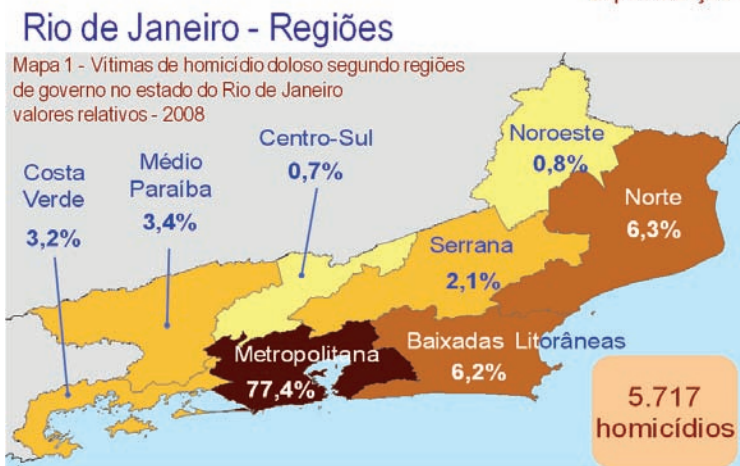 Rio de Janeiro - Regiões
Mapa 1 - Vítimas de homicídio doloso segundo regiões
de governo no estado do Rio de Janeiro
valores relativos - 2008
Costa
Verde
3,2%
Médio
Paraíba
3,4%
Centro-Sul
0,7%
Noroeste
0,8%
Norte
6,3%
Serrana
2,1%
Metropolitana
77,4%
Baixadas Litorâneas
6,2%
5.717
homicídios